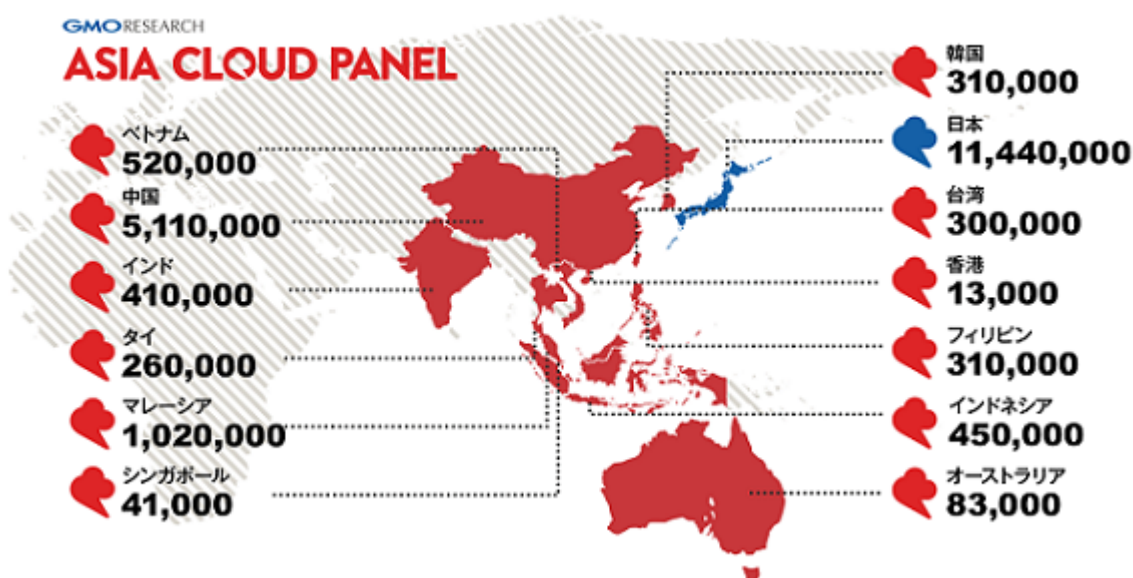 GMO RESEARCH
ASIA CLOUD PANEL
ベトナム
520,000
中国
5,110,000
インド
410,000
タイ
260,000
マレーシア
1,020,000
シンガポール
41,000
韓国
310,000
日本
11,440,000
台湾
300,000
香港
13,000
フィリピン
310,000
インドネシア
450,000
オーストラリア
83,000